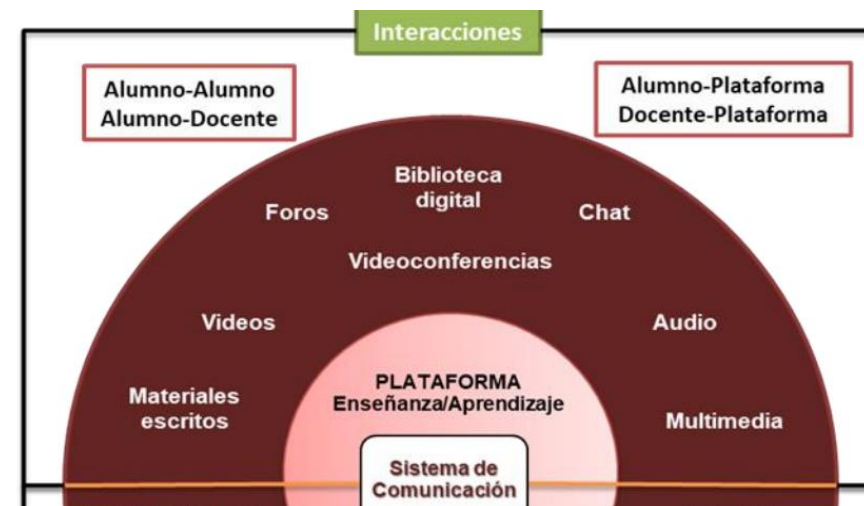 Interacciones
Alumno-Alumno
Alumno-Docente
Alumno-Plataforma
Docente-Plataforma
Biblioteca
digital
Foros
Chat
Videoconferencias
Videos
Audio
PLATAFORMA
Enseñanza/Aprendizaje
Materiales
escritos
Multimedia
Sistema de
Comunicación